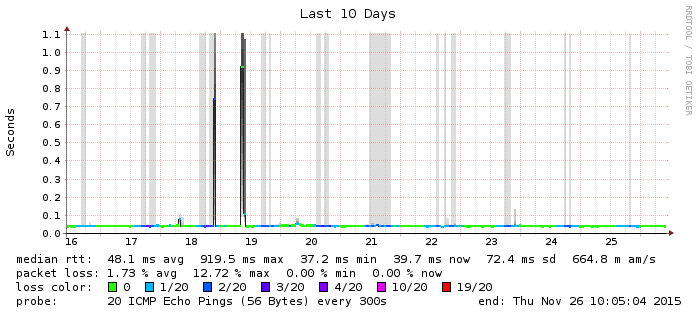 Last 10 Days
RRDTOOL / TOBI OETIKER
Seconds
1.1
1.0
0.9
0.8
0.7
0.6
0.5
0.4
0.3
0.2
0.1
0.0
16 17 18 19 20 21 22 23 24 25
median rtt: 48.1 ms avg 919.5 ms max 37.2 ms min 39.7 ms now 72.4 ms sd 664.8 m am/s
packet loss: 1.73 % avg 12.72 % max 0.00 % min 0.00 % now
loss color: 0 1/20 2/20 3/20 4/20 10/20 19/20
probe: 20 ICMP Echo Pings (56 Bytes) every 300s end: Thu Nov 26 10:05:04 2015